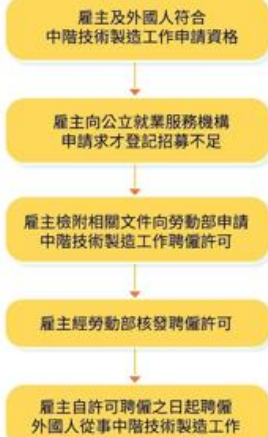 雇主及外國人符合
中階技術製造工作申請資格
雇主向公立就業服務機構
申請求才登記招募不足
雇主檢附相關文件向勞動部申請
中階技術製造工作聘僱許可
雇主經勞動部核發聘僱許可
雇主自許可聘僱之日起聘僱
外國人從事中階技術製造工作